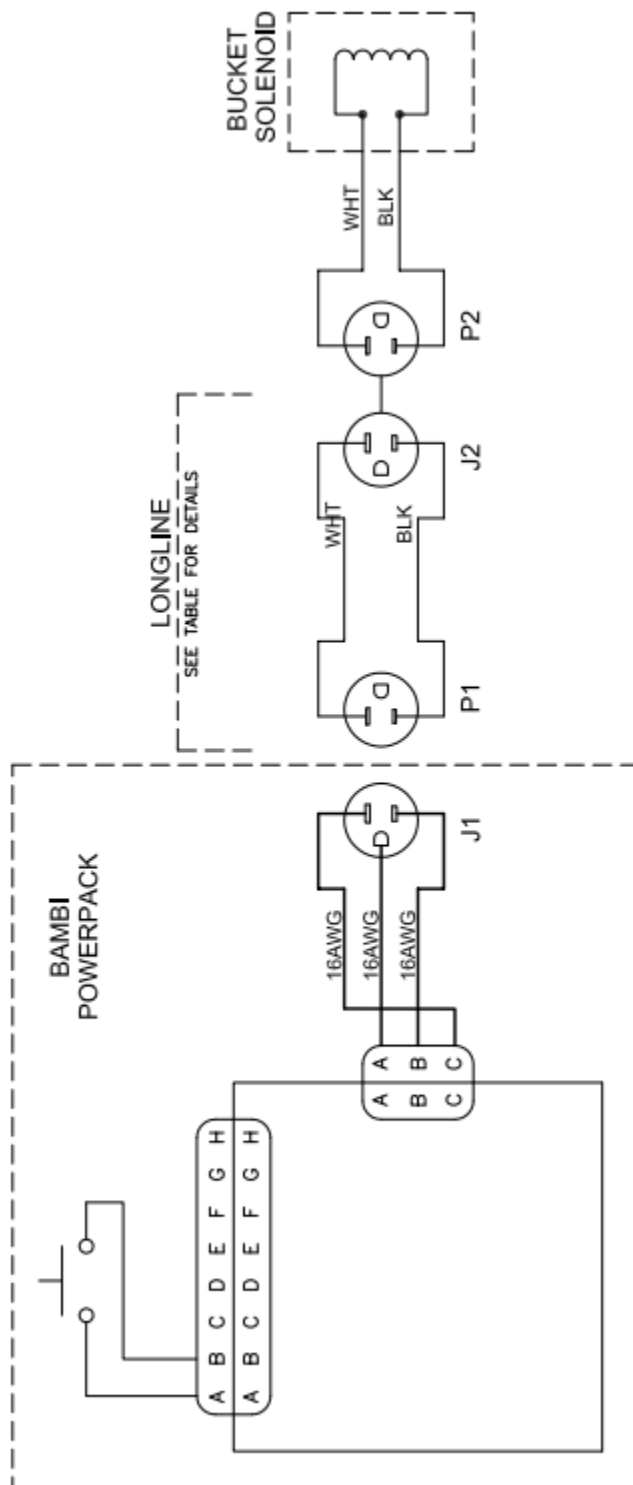 BUCKET
SOLENOID
WHT
BLK
P2
LONGLINE
SEE TABLE FOR DETAILS
WHT
BLK
J2
P1
BAMBI
POWERPACK
16AWG
16AWG
16AWG
J1
A A
B B
C C
A B C D E F G H
A B C D E F G H